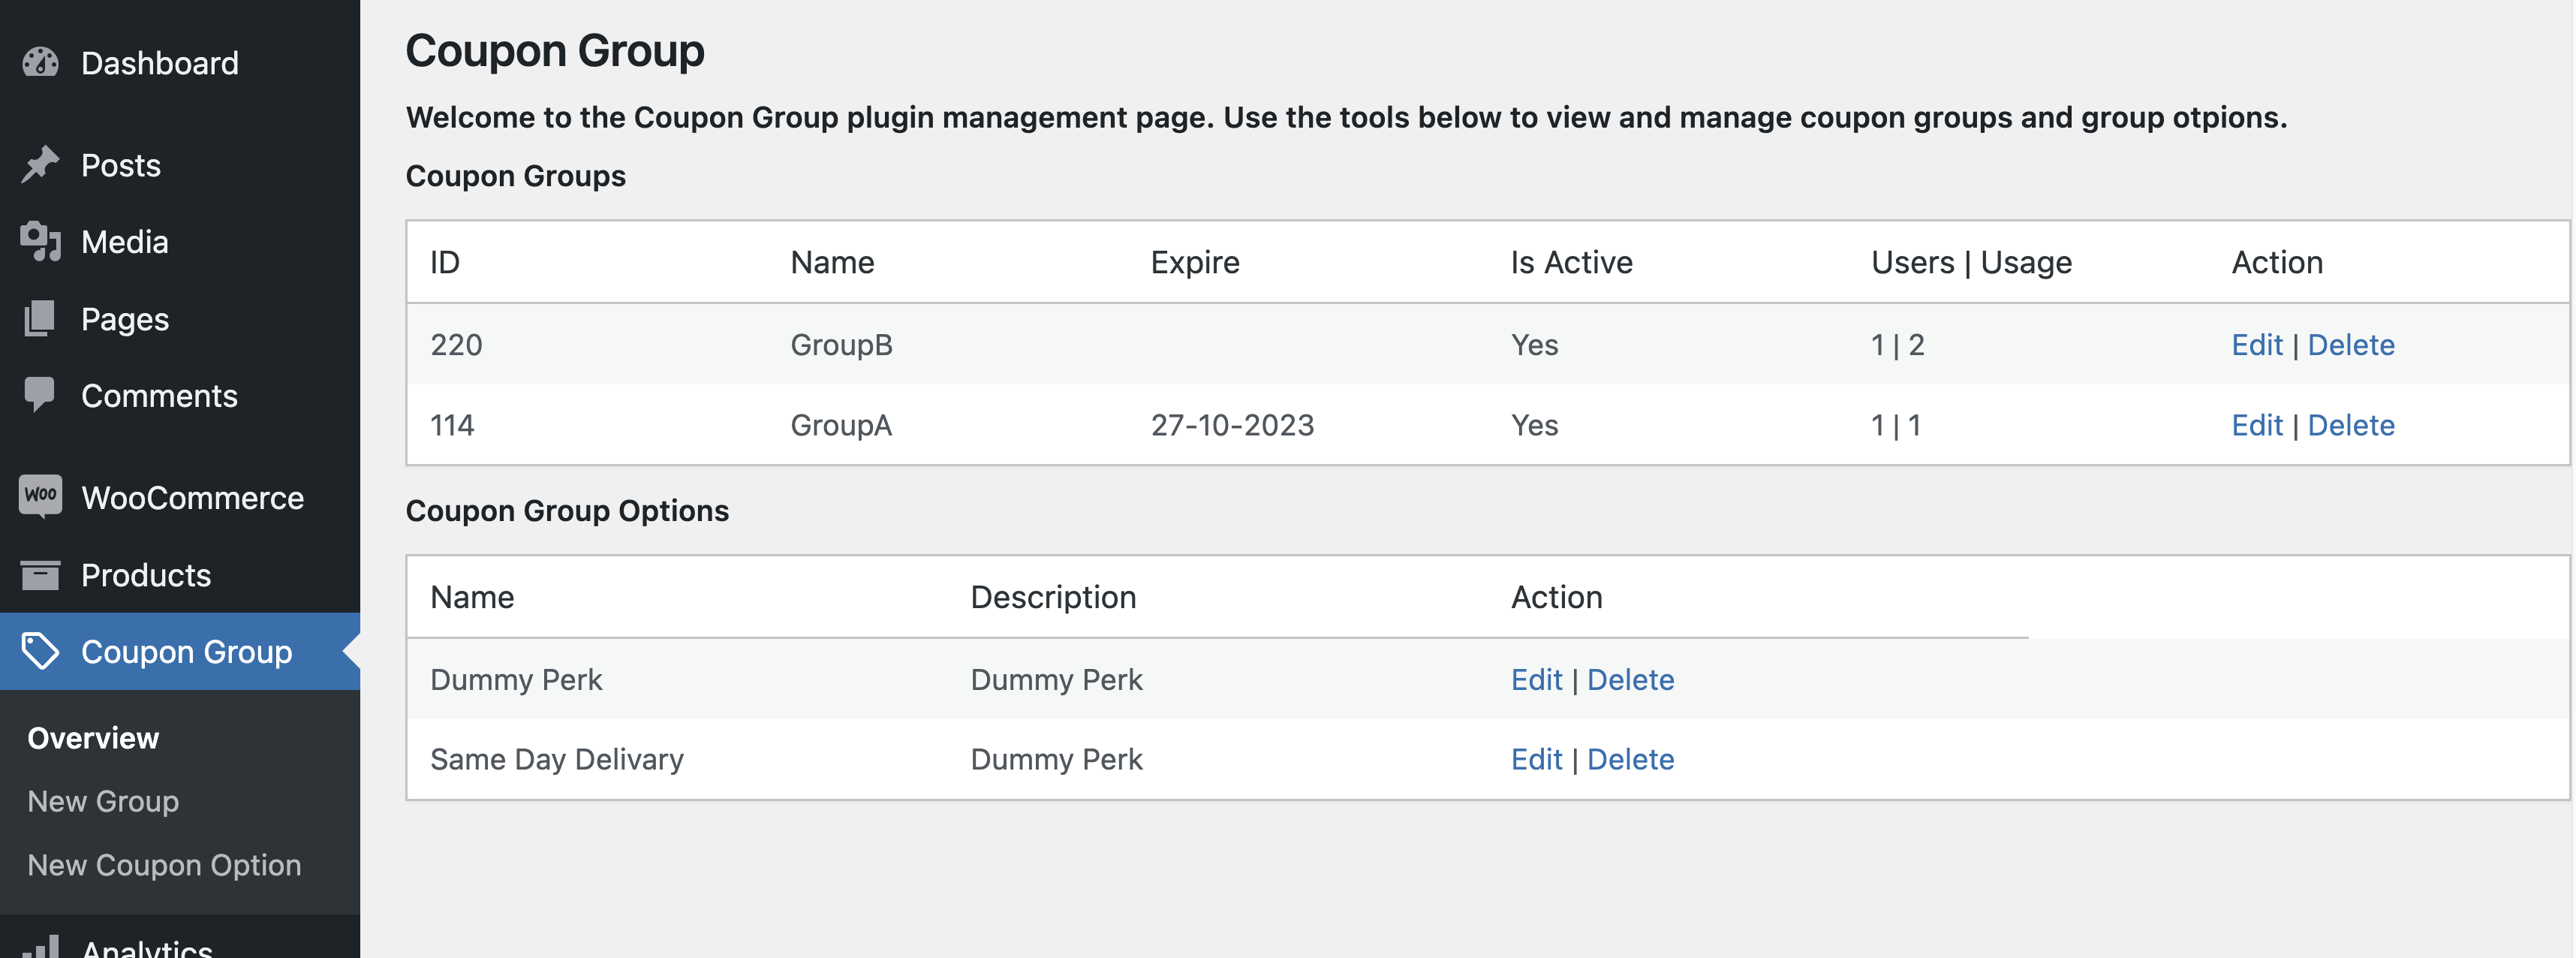 Dashboard
Posts
Media
Pages
Comments
Woo WooCommerce
Products
Coupon Group
Overview
New Group
New Coupon Option
Analytics
Coupon Group
Welcome to the Coupon Group plugin management page. Use the tools below to view and manage coupon groups and group otpions.
Coupon Groups
ID Name Expire Is Active Users | Usage Action
220 GroupB Yes 1 | 2 Edit | Delete
114 GroupA 27-10-2023 Yes 1 | 1 Edit | Delete
Coupon Group Options
Name Description Action
Dummy Perk Dummy Perk Edit | Delete
Same Day Delivary Dummy Perk Edit | Delete